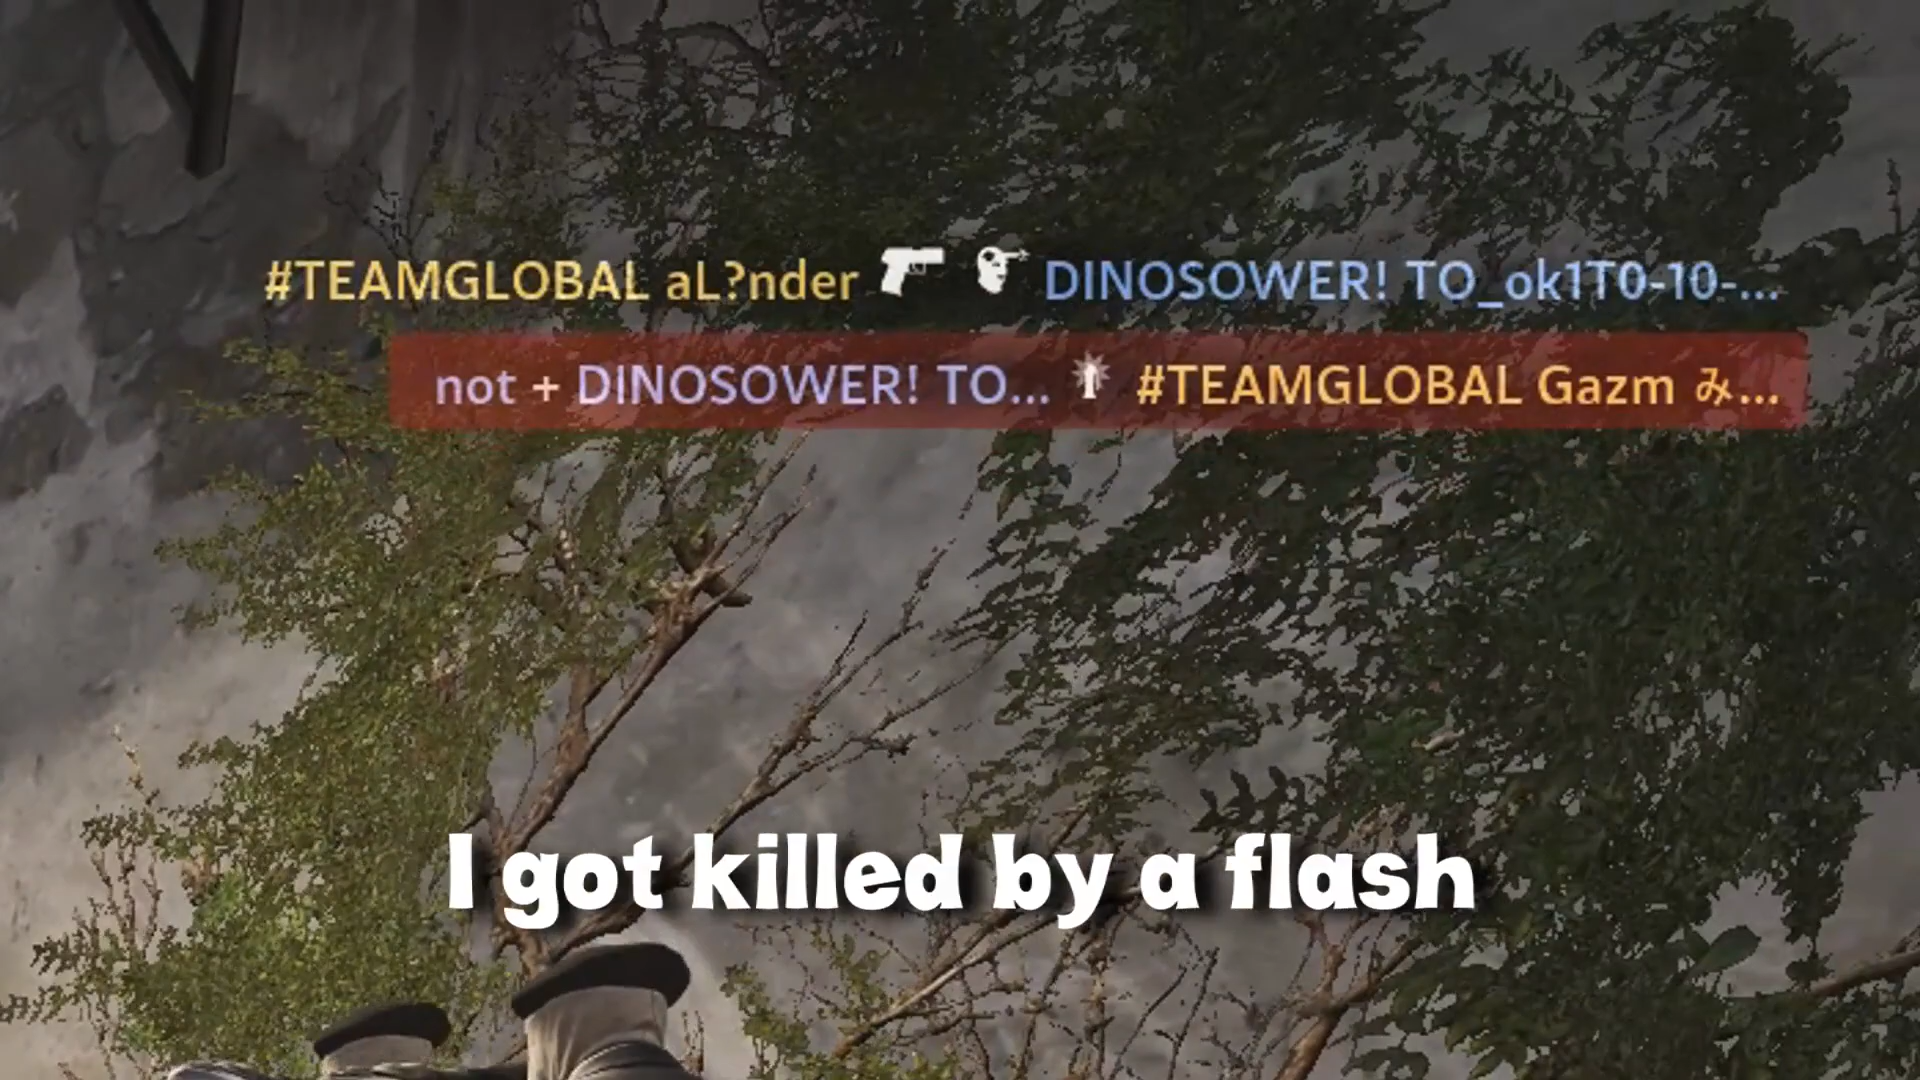 #TEAMGLOBAL aL?nder DINOSOWER! TO_ok1T0-10-...
not + DINOSOWER! TO... #TEAMGLOBAL Gazm み...
I got killed by a flash